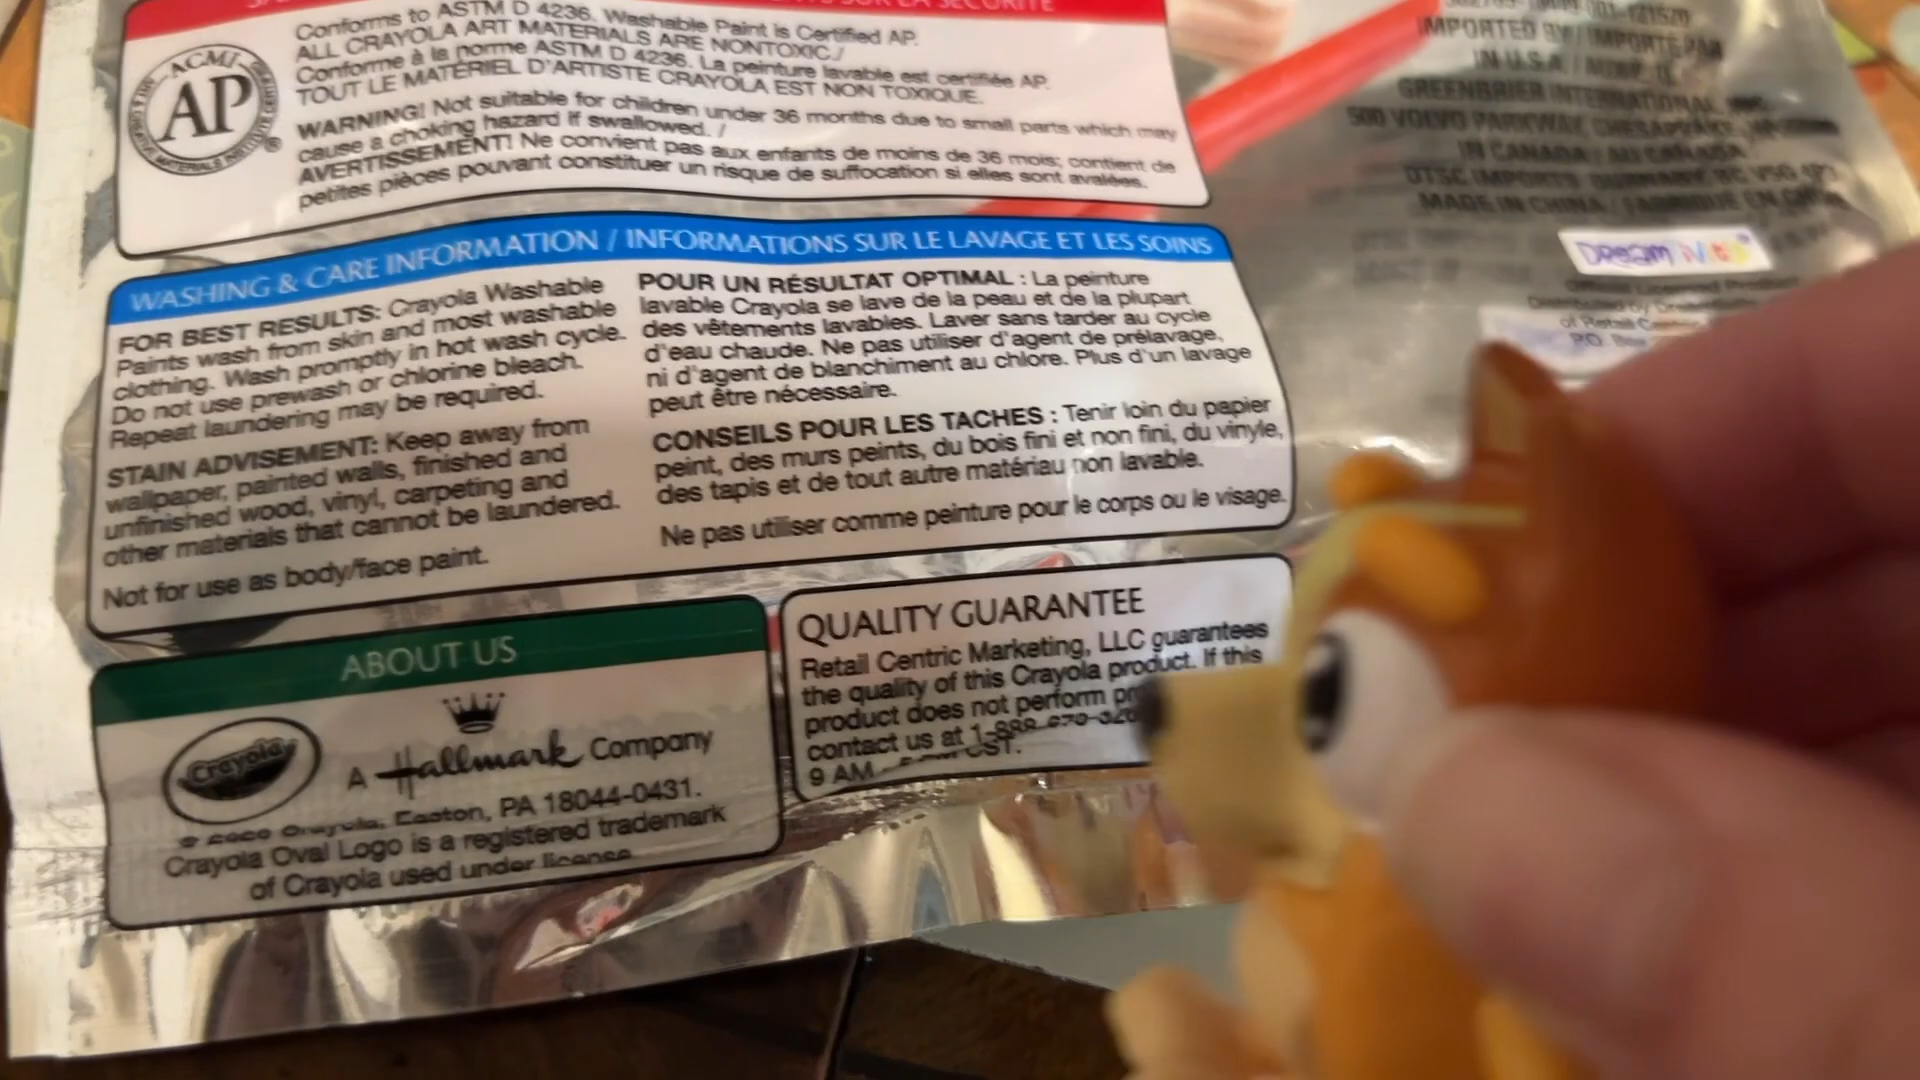 Conforms to ASTM D 4236. Washable Paint is Certified AP.
ALL CRAYOLA ART MATERIALS ARE NONTOXIC./
Conforme à la norme ASTM D 4236. La peinture lavable est certifiée AP.
TOUT LE MATÉRIEL D'ARTISTE CRAYOLA EST NON TOXIQUE.
WARNING! Not suitable for children under 36 months due to small parts which may
cause a choking hazard if swallowed. /
AVERTISSEMENT! Ne convient pas aux enfants de moins de 36 mois; contient de
petites pièces pouvant constituer un risque de suffocation si elles sont avalées.
ACMI
AP
WASHING & CARE INFORMATION / INFORMATIONS SUR LE LAVAGE ET LES SOINS
FOR BEST RESULTS: Crayola Washable
Paints wash from skin and most washable
clothing. Wash promptly in hot wash cycle.
Do not use prewash or chlorine bleach.
Repeat laundering may be required.
STAIN ADVISEMENT: Keep away from
wallpaper, painted walls, finished and
unfinished wood, vinyl, carpeting and
other materials that cannot be laundered.
Not for use as body/face paint.
POUR UN RÉSULTAT OPTIMAL : La peinture
lavable Crayola se lave de la peau et de la plupart
des vêtements lavables. Laver sans tarder au cycle
d'eau chaude. Ne pas utiliser d'agent de prélavage,
ni d'agent de blanchiment au chlore. Plus d'un lavage
peut être nécessaire.
CONSEILS POUR LES TACHES : Tenir loin du papier
peint, des murs peints, du bois fini et non fini, du vinyle,
des tapis et de tout autre matériau non lavable.
Ne pas utiliser comme peinture pour le corps ou le visage.
ABOUT US
Crayola
A Hallmark Company
Easton, PA 18044-0431.
Crayola Oval Logo is a registered trademark
of Crayola used under license
QUALITY GUARANTEE
Retail Centric Marketing, LLC guarantees
the quality of this Crayola product. If this
product does not perform
contact us at
9 AM
IMPORTED BY / IMPORTÉ PAR
IN U.S.A.
GREENBRIER INTERNATIONAL, INC.
500 VOLVO PARKWAY, CHESAPEAKE,
IN CANADA / AU CANADA
DTSC IMPORTS, BURNABY, BC V5G 4P3
MADE IN CHINA / FABRIQUÉ EN
Dream
Official Licensed Product
Distributed by
of Retail
P.O. Box